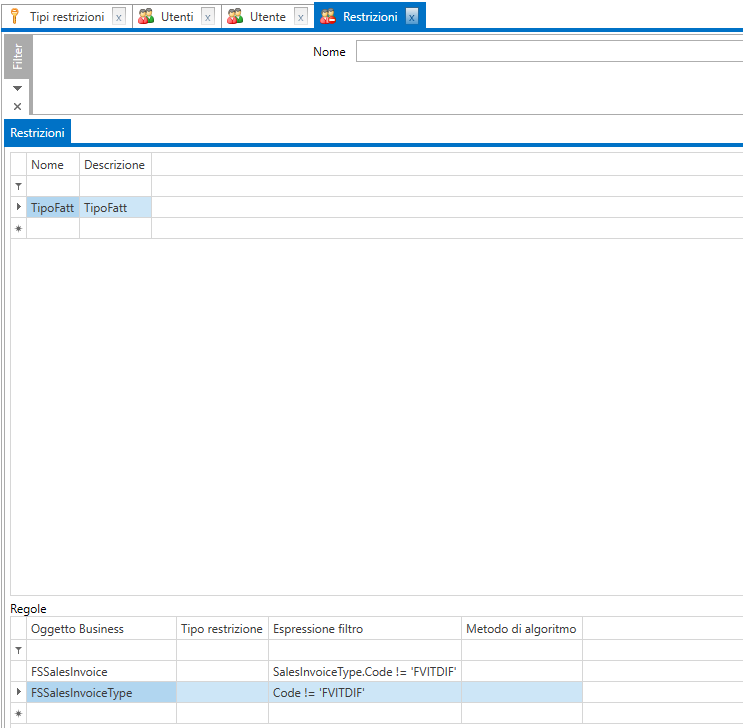 Tipi restrizioni x Utenti x Utente x Restrizioni x
Filter
Nome
Restrizioni
Nome Descrizione
TipoFatt TipoFatt
Regole
Oggetto Business Tipo restrizione Espressione filtro Metodo di algoritmo
FSSalesInvoice SalesInvoiceType.Code != 'FVITDIF'
FSSalesInvoiceType Code != 'FVITDIF'